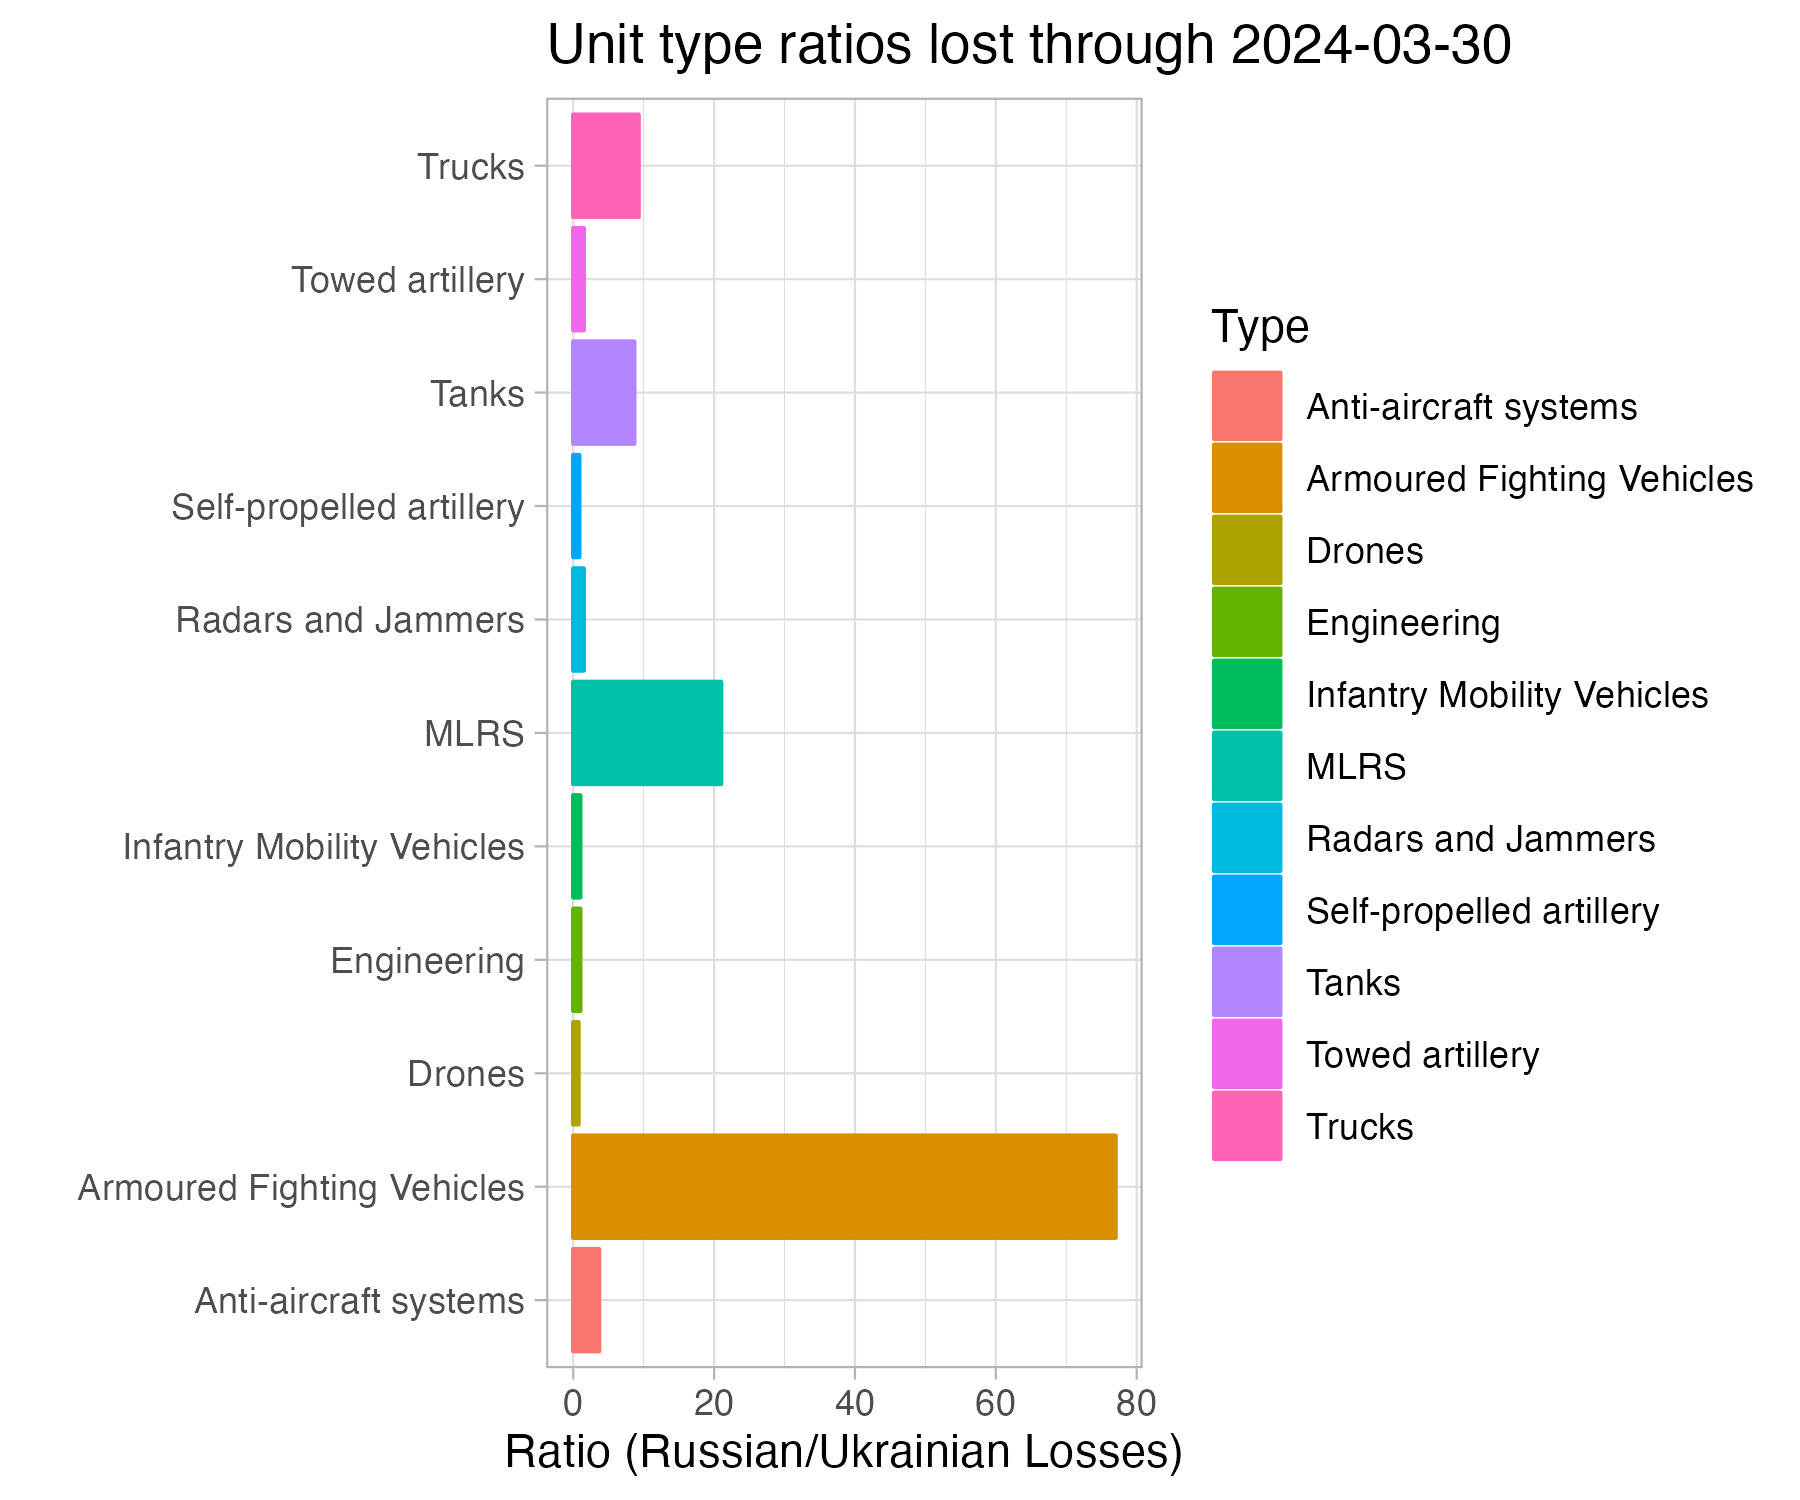 Unit type ratios lost through 2024-03-30
Trucks
Towed artillery
Tanks
Self-propelled artillery
Radars and Jammers
MLRS
Infantry Mobility Vehicles
Engineering
Drones
Armoured Fighting Vehicles
Anti-aircraft systems
0 20 40 60 80
Ratio (Russian/Ukrainian Losses)
Type
Anti-aircraft systems
Armoured Fighting Vehicles
Drones
Engineering
Infantry Mobility Vehicles
MLRS
Radars and Jammers
Self-propelled artillery
Tanks
Towed artillery
Trucks